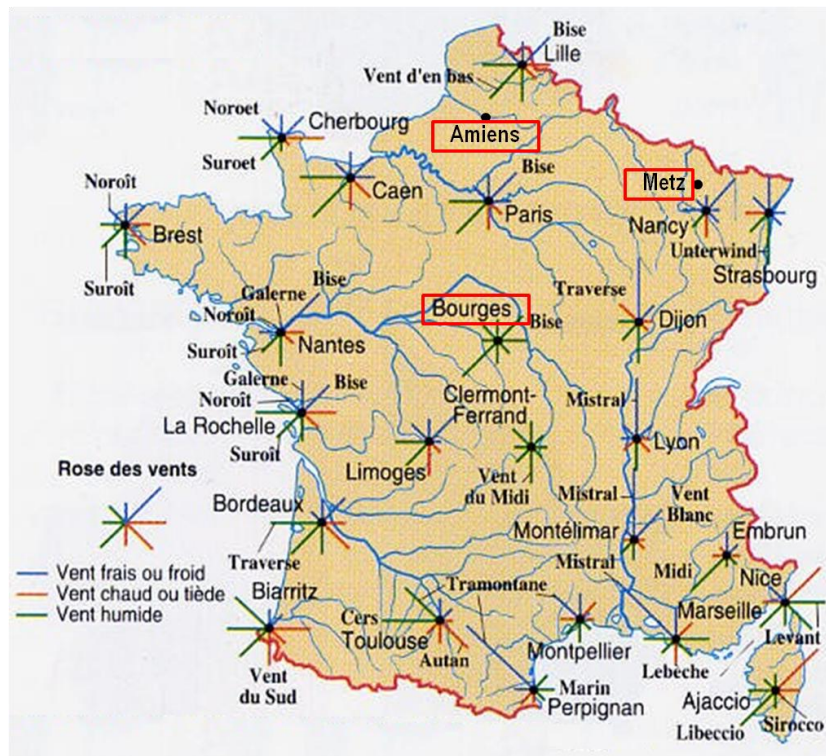 Bise
Lille
Vent d'en bas
Noroet
Cherbourg
Amiens
Suroet
Caen
Bise
Paris
Metz
Nancy
Unterwind
Strasbourg
Noroît
Brest
Suroît
Galerne
Bise
Noroît
Suroît
Nantes
Bourges
Bise
Traverse
Dijon
Galerne
Bise
Noroît
La Rochelle
Suroît
Clermont-
Ferrand
Mistral
Lyon
Limoges
Vent
du Midi
Rose des vents
Vent frais ou froid
Vent chaud ou tiède
Vent humide
Bordeaux
Traverse
Mistral
Vent
Blanc
Montélimar
Embrun
Mistral
Midi
Nice
Biarritz
Vent
du Sud
Tramontane
Cers
Toulouse
Autan
Montpellier
Marseille
Levant
Lebeche
Marin
Perpignan
Ajaccio
Libeccio
Sirocco